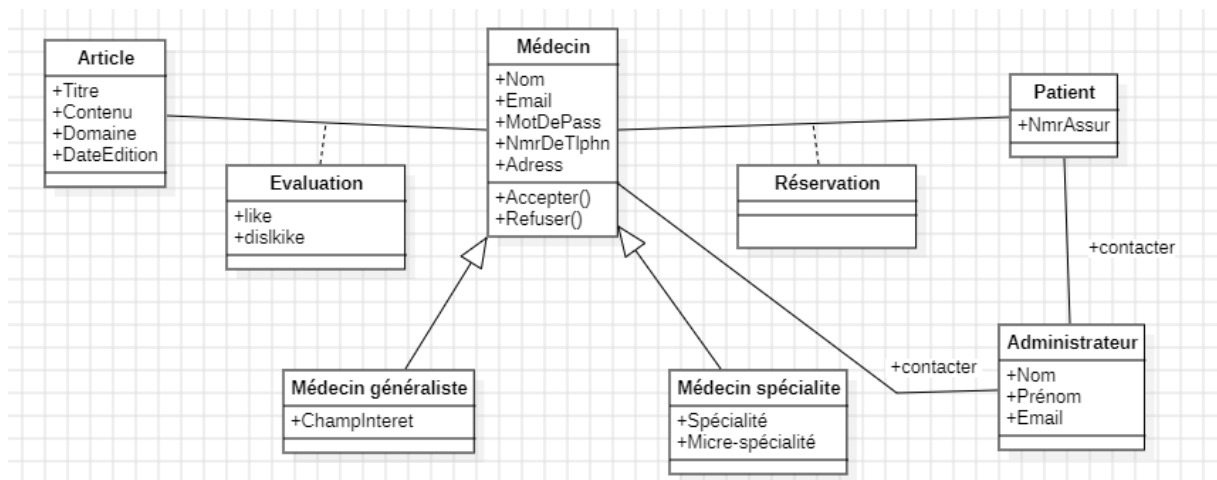 Article
+Titre
+Contenu
+Domaine
+DateEdition
Evaluation
+like
+dislkike
Médecin
+Nom
+Email
+MotDePass
+NmrDeTlphn
+Adress
+Accepter()
+Refuser()
Réservation
Patient
+NmrAssur
+contacter
Médecin généraliste
+ChampInteret
Médecin spécialite
+Spécialité
+Micre-spécialité
+contacter
Administrateur
+Nom
+Prénom
+Email